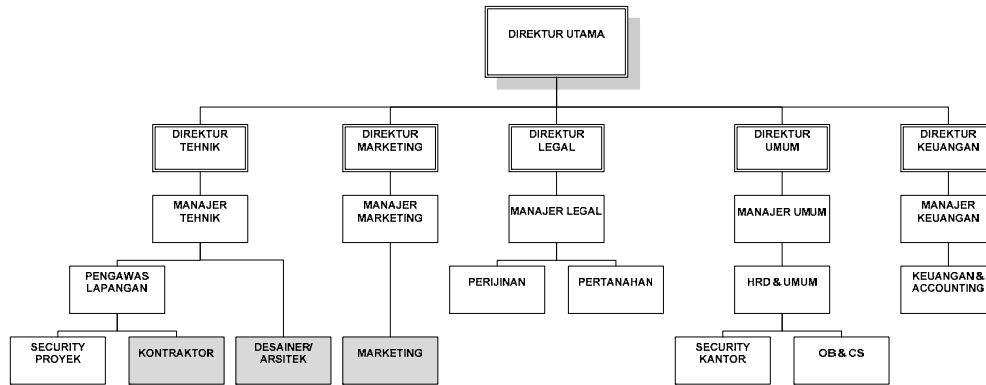 DIREKTUR UTAMA
DIREKTUR
TEHNIK
DIREKTUR
MARKETING
DIREKTUR
LEGAL
DIREKTUR
UMUM
DIREKTUR
KEUANGAN
MANAJER
TEHNIK
MANAJER
MARKETING
MANAJER LEGAL
MANAJER UMUM
MANAJER
KEUANGAN
PENGAWAS
LAPANGAN
PERIJINAN
PERTANAHAN
HRD & UMUM
KEUANGAN &
ACCOUNTING
SECURITY
PROYEK
KONTRAKTOR
DESAINER/
ARSITEK
MARKETING
SECURITY
KANTOR
OB & CS